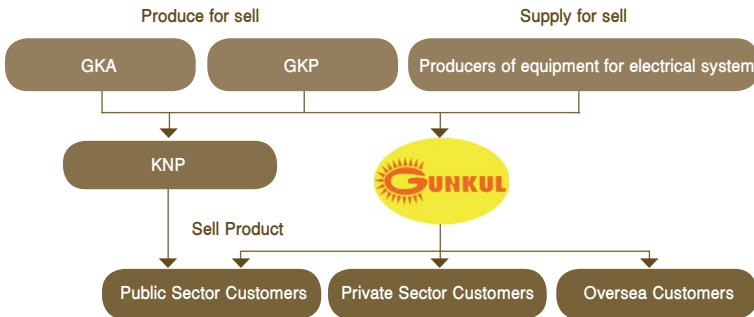 Produce for sell
Supply for sell
GKA
GKP
Producers of equipment for electrical system
KNP
GUNKUL
Sell Product
Public Sector Customers
Private Sector Customers
Oversea Customers